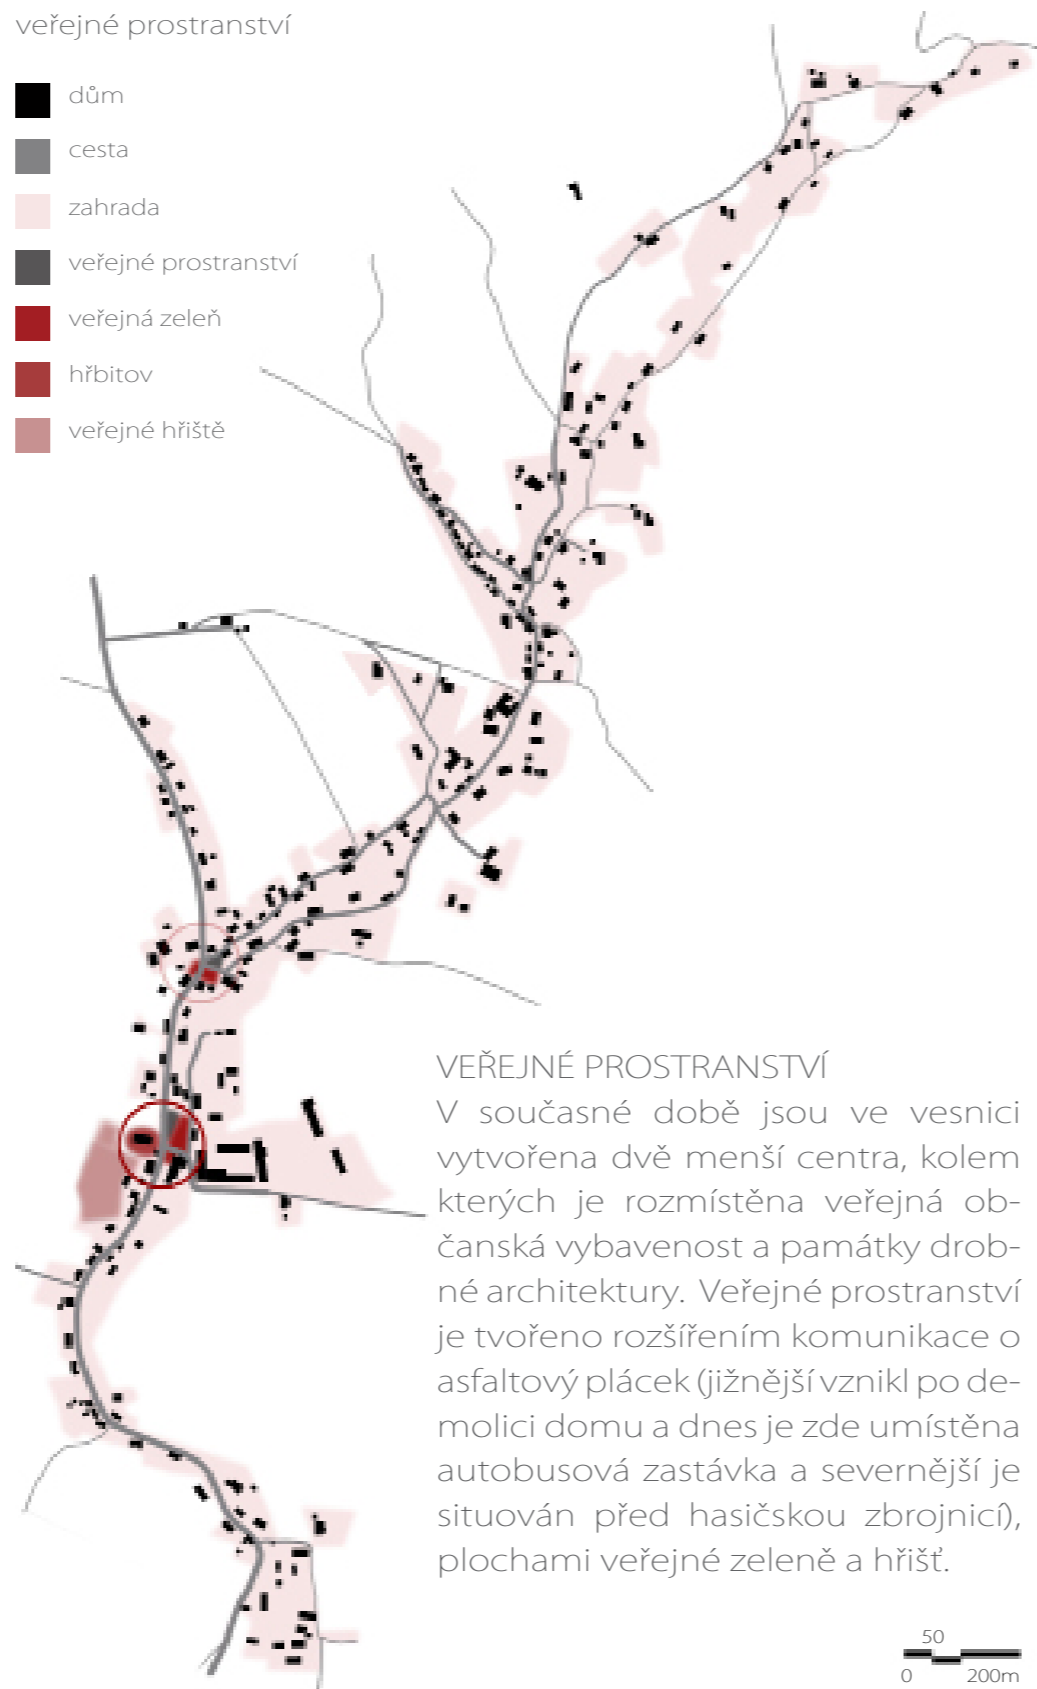 veřejné prostranství
dům
cesta
zahrada
veřejné prostranství
veřejná zeleň
hřbitov
veřejné hřiště
VEŘEJNÉ PROSTRANSTVÍ
V současné době jsou ve vesnici
vytvořena dvě menší centra, kolem
kterých je rozmístěna veřejná ob-
čanská vybavenost a památky drob-
né architektury. Veřejné prostranství
je tvořeno rozšířením komunikace o
asfaltový plácek (jižnější vznikl po de-
molici domu a dnes je zde umístěna
autobusová zastávka a severnější je
situován před hasičskou zbrojnicí),
plochami veřejné zeleně a hřišť.
50
0 200m